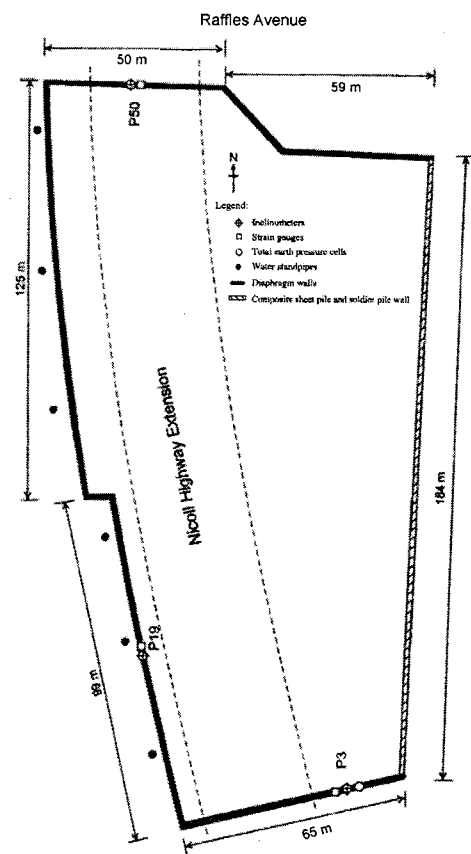 Raffles Avenue
50 m
59 m
P50
N
Legend:
Inclinometers
Strain gauges
Total earth pressure cells
Water standpipes
Diaphragm walls
Composite sheet pile and soldier pile wall
125 m
Nicoll Highway Extension
184 m
P19
99 m
P3
65 m